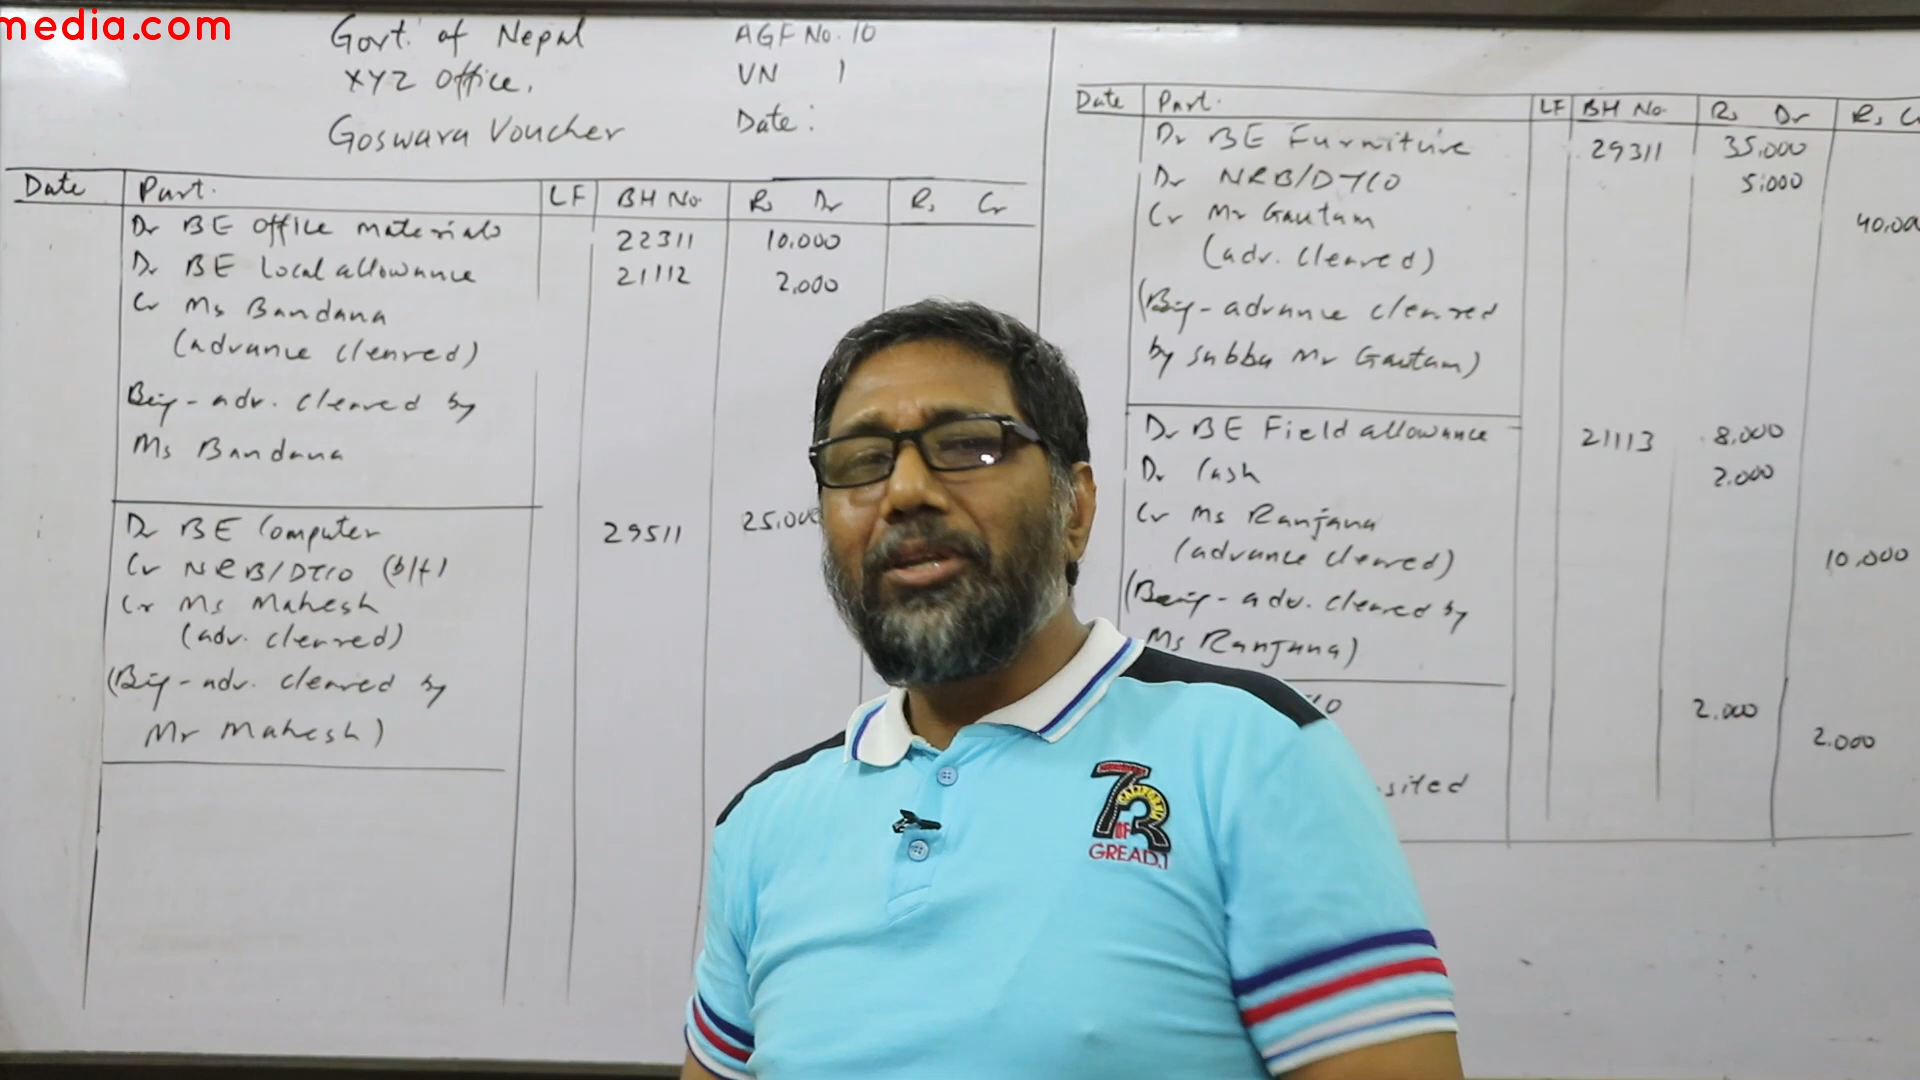 media.com
Govt. of Nepal
XYZ Office.
Goswara Voucher
AGF No. 10
VN 1
Date:
Date Part. LF BH No. Rs Dr Rs Cr
Dr BE office materials 22311 10.000
Dr BE Local allowance 21112 2.000
Cr Ms Bandana
(advance cleared)
Being - adv. cleared by
Ms Bandana
Dr BE Computer 29511 25.000
Cr NRB/DTCO (b/f)
Cr Ms Mahesh
(adv. cleared)
(Being - adv. cleared by
Mr Mahesh)
Date Part. LF BH No. Rs Dr Rs
Dr BE Furniture 29311 35.000
Dr NRB/DTCO 5.000
Cr Mr Gautam
(adv. cleared)
(Being - advance cleared
by subba Mr Gautam)
Dr BE Field allowance 21113 8.000
Dr Cash 2.000
Cr Ms Ranjana
(advance cleared) 10.000
(Being - adv. cleared by
Ms Ranjana)
2.000
2.000
73
OF
GREAD.1